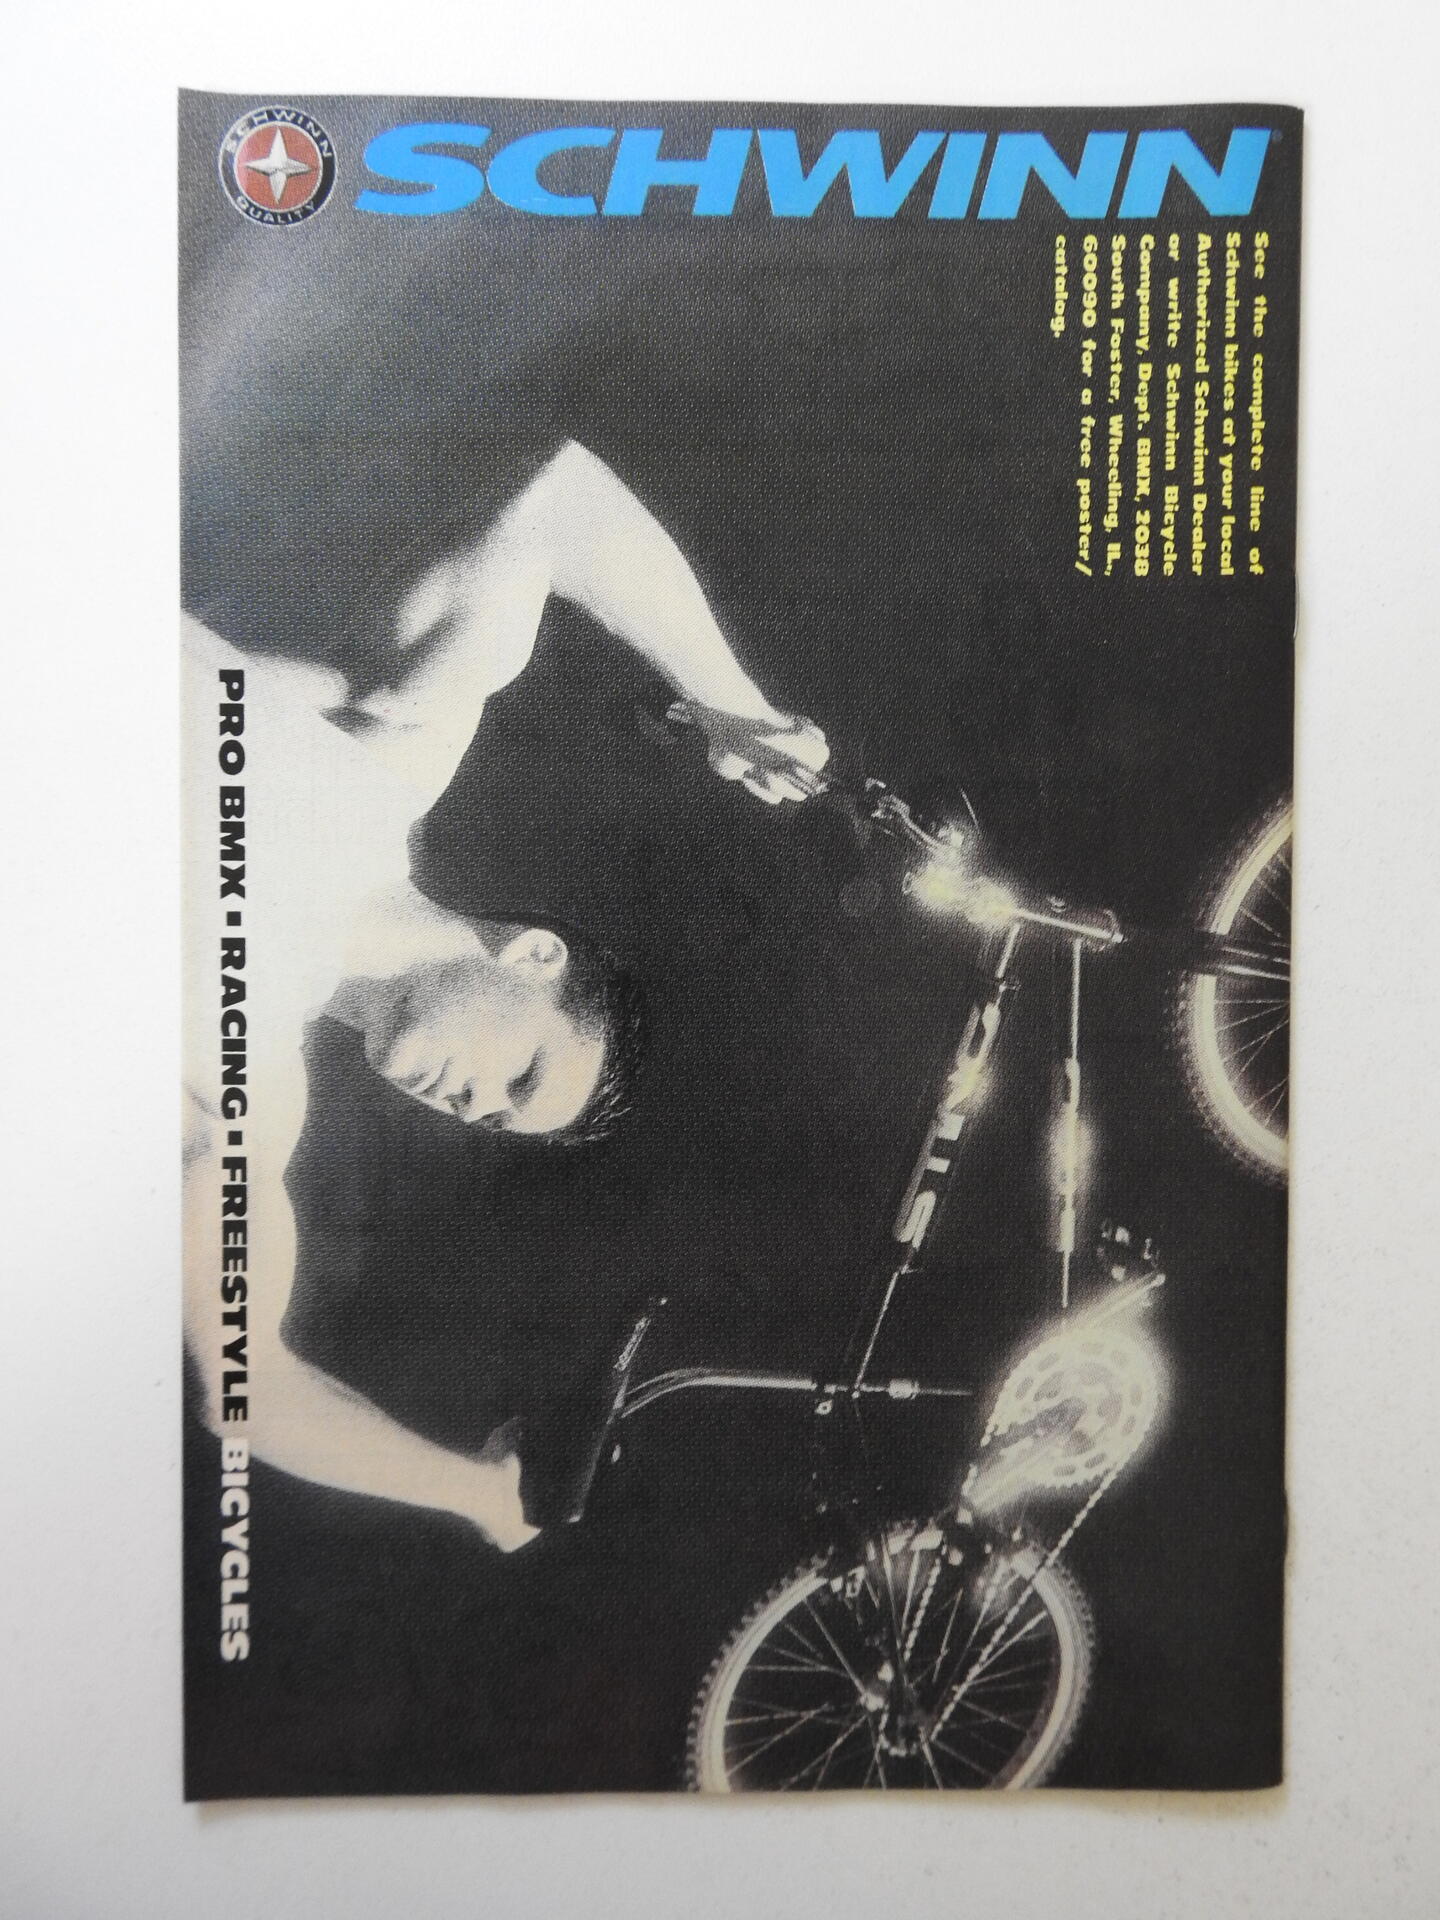 SCHWINN
QUALITY
SCHWINN®
See the complete line of
Schwinn bikes at your local
Authorized Schwinn Dealer
or write Schwinn Bicycle
Company, Dept. BMX, 2038
South Foster, Wheeling, IL.,
60090 for a free poster/
catalog.
PRO BMX ▪ RACING ▪ FREESTYLE BICYCLES